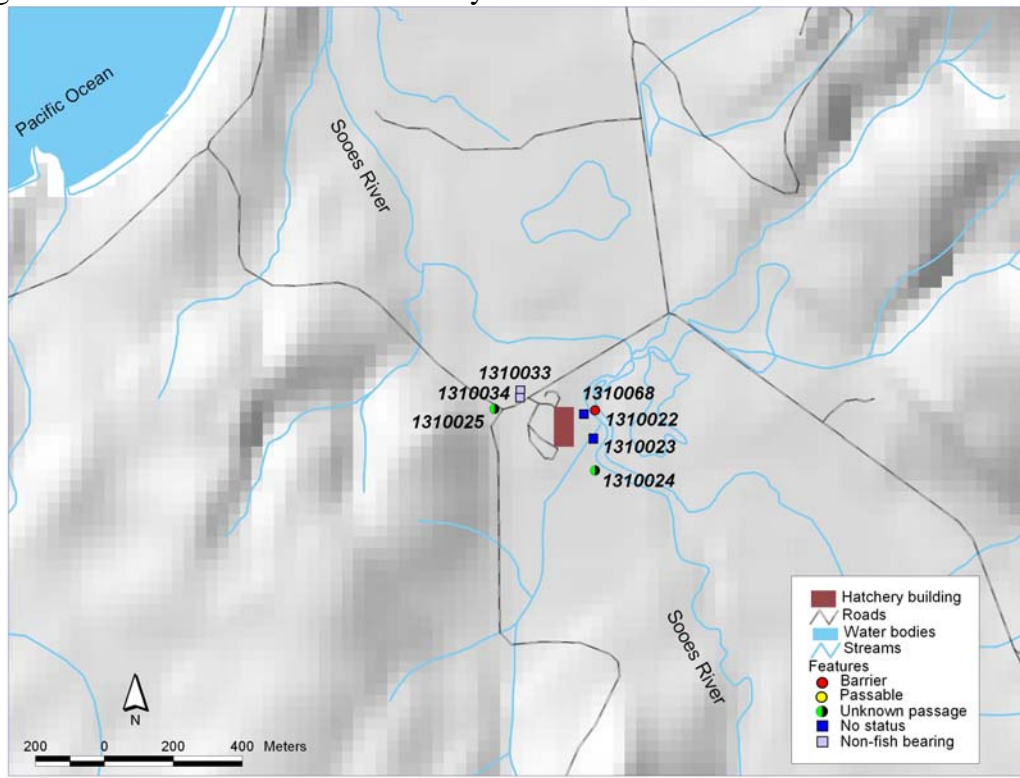 Pacific Ocean
Sooes River
1310033
1310034
1310025
1310068
1310022
1310023
1310024
Sooes River
N
200 0 200 400 Meters
Hatchery building
Roads
Water bodies
Streams
Features
Barrier
Passable
Unknown passage
No status
Non-fish bearing